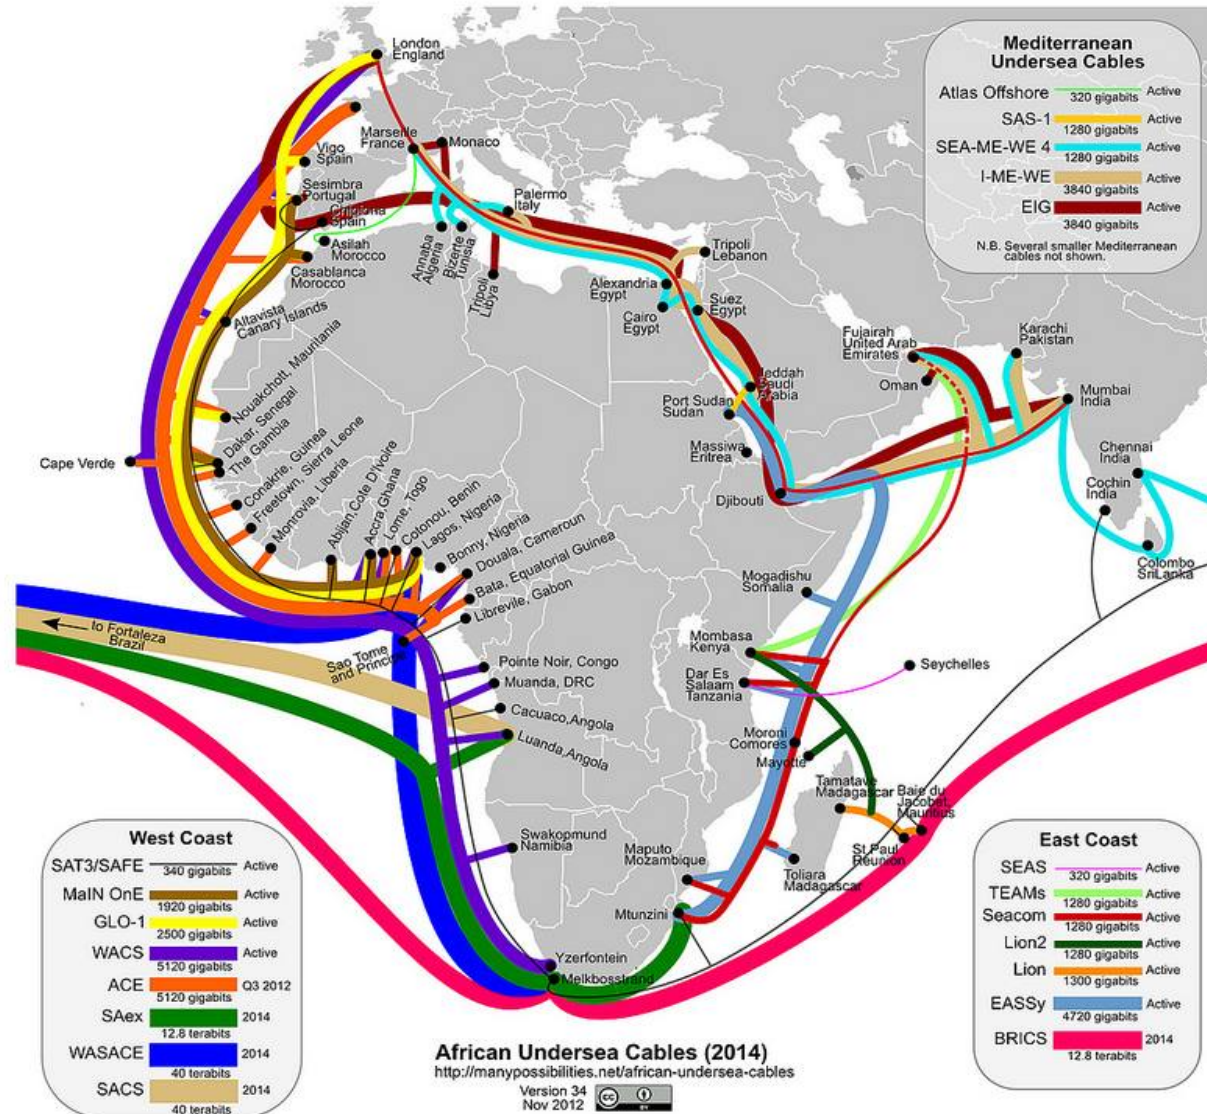 London
England
Vigo
Spain
Marseille
France
Monaco
Sesimbra
Portugal
Spain
Palermo
Italy
Asilah
Morocco
Casablanca
Morocco
Annaba
Algeria
Bizerte
Tunisia
Tripoli
Libya
Tripoli
Lebanon
Alexandria
Egypt
Cairo
Egypt
Suez
Egypt
Altavista
Canary Islands
Nouakchott, Mauritania
Dakar, Senegal
The Gambia
Cape Verde
Conakrie, Guinea
Freetown, Sierra Leone
Monrovia, Liberia
Abijan,Cote D'Ivoire
Accra,Ghana
Lome, Togo
Cotonou, Benin
Lagos, Nigeria
Bonny, Nigeria
Douala, Cameroun
Bata, Equatorial Guinea
Libreville, Gabon
Jeddah
Saudi
Arabia
Port Sudan
Sudan
Massiwa
Eritrea
Djibouti
Fujairah
United Arab
Emirates
Oman
Karachi
Pakistan
Mumbai
India
Chennai
India
Cochin
India
Colombo
SriLanka
Mogadishu
Somalia
Mombasa
Kenya
Dar Es
Salaam
Tanzania
Seychelles
to Fortaleza
Brazil
Sao Tome
and Principe
Pointe Noir, Congo
Muanda, DRC
Cacuaco,Angola
Luanda,Angola
Moroni
Comores
Mayotte
Tamatave
Madagascar
Baie du
Jacobet,
Mauritius
St Paul
Reunion
Swakopmund
Namibia
Maputo
Mozambique
Toliara
Madagascar
Mtunzini
Yzerfontein
Melkbosstrand
Mediterranean
Undersea Cables
Atlas Offshore 320 gigabits Active
SAS-1 1280 gigabits Active
SEA-ME-WE 4 1280 gigabits Active
I-ME-WE 3840 gigabits Active
EIG 3840 gigabits Active
N.B. Several smaller Mediterranean
cables not shown.
West Coast
SAT3/SAFE 340 gigabits Active
MaIN OnE 1920 gigabits Active
GLO-1 2500 gigabits Active
WACS 5120 gigabits Active
ACE 5120 gigabits Q3 2012
SAex 12.8 terabits 2014
WASACE 40 terabits 2014
SACS 40 terabits 2014
East Coast
SEAS 320 gigabits Active
TEAMs 1280 gigabits Active
Seacom 1280 gigabits Active
Lion2 1280 gigabits Active
Lion 1300 gigabits Active
EASSy 4720 gigabits Active
BRICS 12.8 terabits 2014
African Undersea Cables (2014)
http://manypossibilities.net/african-undersea-cables
Version 34
Nov 2012
cc
BY